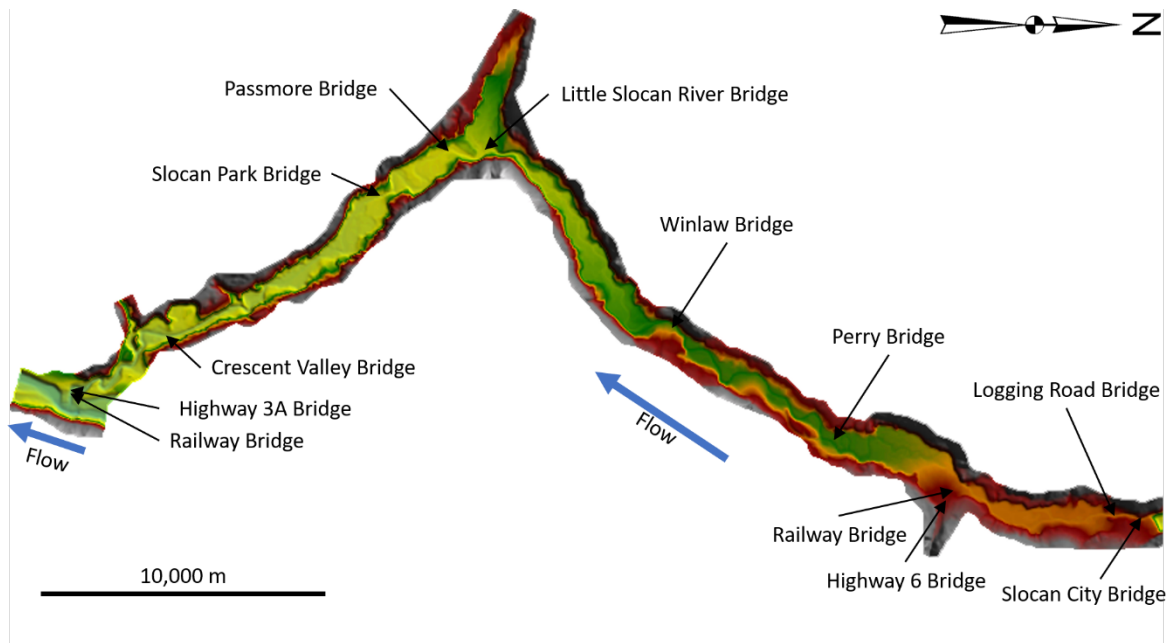 N
Passmore Bridge
Little Slocan River Bridge
Slocan Park Bridge
Winlaw Bridge
Perry Bridge
Crescent Valley Bridge
Logging Road Bridge
Highway 3A Bridge
Railway Bridge
Flow
Flow
Railway Bridge
Highway 6 Bridge
Slocan City Bridge
10,000 m